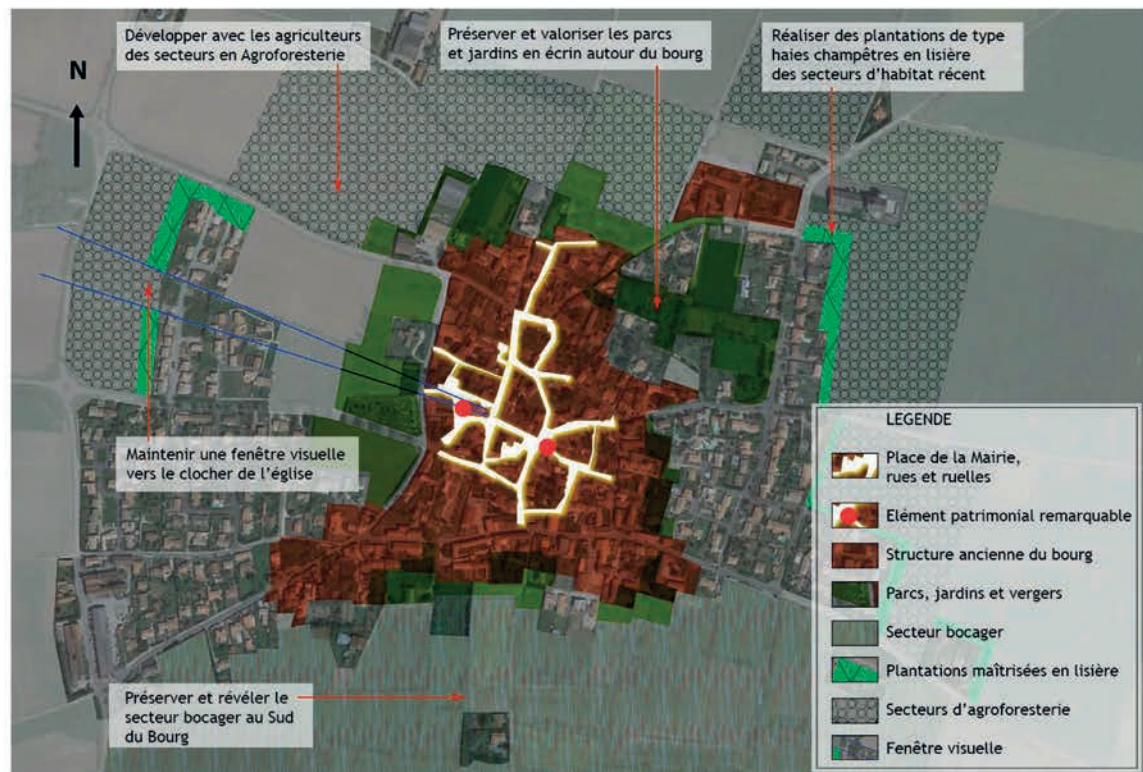 Développer avec les agriculteurs
des secteurs en Agroforesterie
Préserver et valoriser les parcs
et jardins en écrin autour du bourg
Réaliser des plantations de type
haies champêtres en lisière
des secteurs d'habitat récent
N
Maintenir une fenêtre visuelle
vers le clocher de l'église
Préserver et révéler le
secteur bocager au Sud
du Bourg
LEGENDE
Place de la Mairie,
rues et ruelles
Elément patrimonial remarquable
Structure ancienne du bourg
Parcs, jardins et vergers
Secteur bocager
Plantations maîtrisées en lisière
Secteurs d'agroforesterie
Fenêtre visuelle